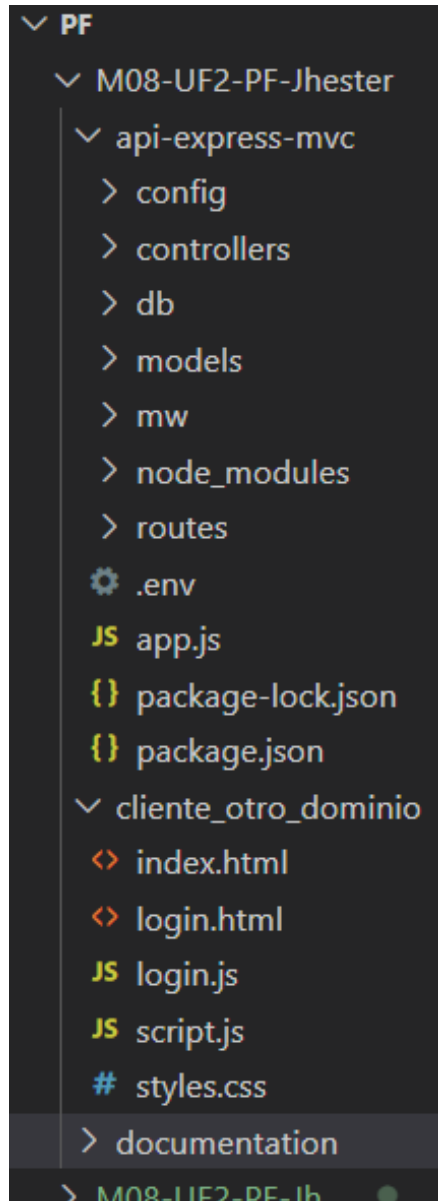 PF
M08-UF2-PF-Jhester
api-express-mvc
config
controllers
db
models
mw
node_modules
routes
.env
JS app.js
{} package-lock.json
{} package.json
cliente_otro_dominio
<> index.html
<> login.html
JS login.js
JS script.js
# styles.css
documentation
M08-UF2-PF-Jh